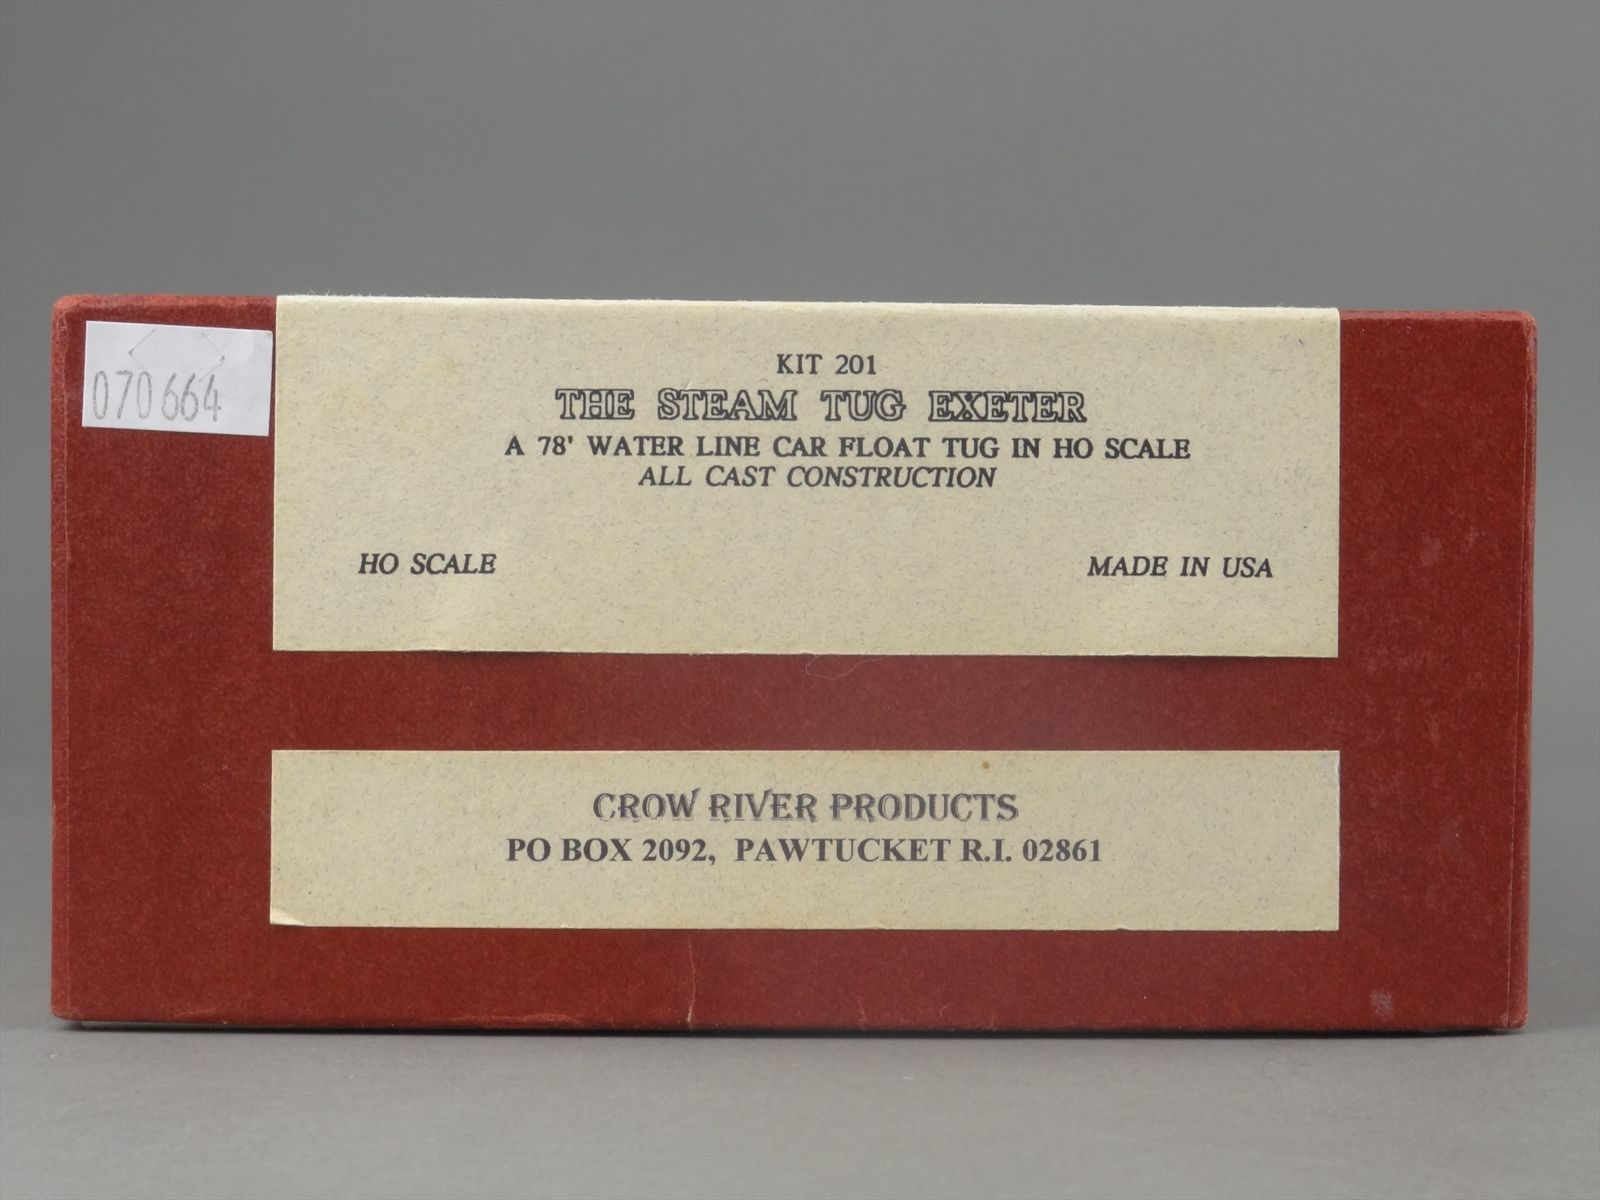 070664
KIT 201
THE STEAM TUG EXETER
A 78' WATER LINE CAR FLOAT TUG IN HO SCALE
ALL CAST CONSTRUCTION
HO SCALE MADE IN USA
CROW RIVER PRODUCTS
PO BOX 2092, PAWTUCKET R.I. 02861